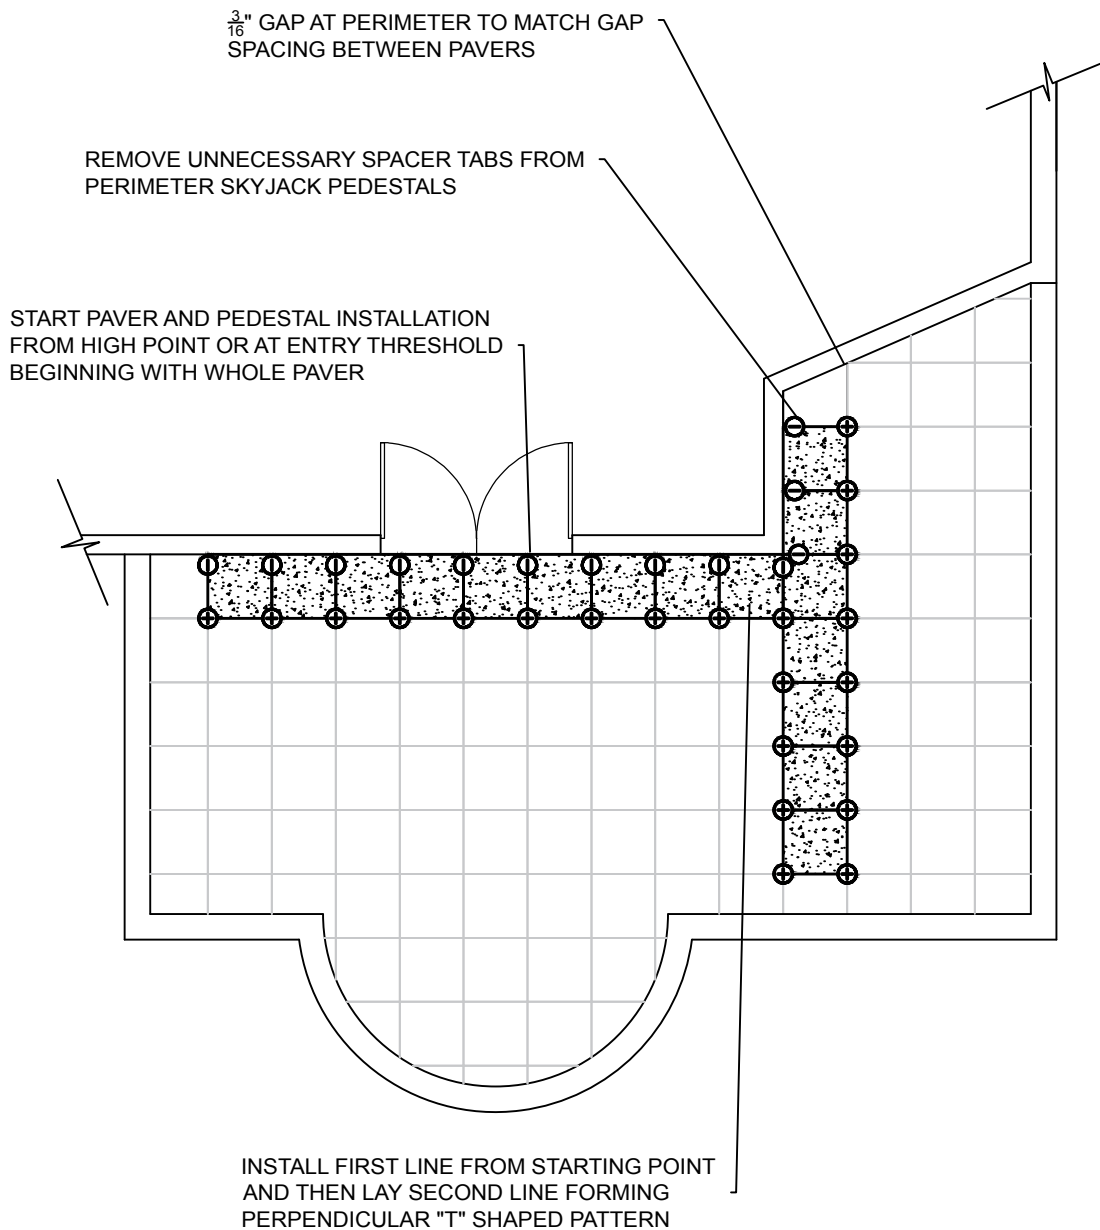 3/16" GAP AT PERIMETER TO MATCH GAP
SPACING BETWEEN PAVERS
REMOVE UNNECESSARY SPACER TABS FROM
PERIMETER SKYJACK PEDESTALS
START PAVER AND PEDESTAL INSTALLATION
FROM HIGH POINT OR AT ENTRY THRESHOLD
BEGINNING WITH WHOLE PAVER
INSTALL FIRST LINE FROM STARTING POINT
AND THEN LAY SECOND LINE FORMING
PERPENDICULAR "T" SHAPED PATTERN